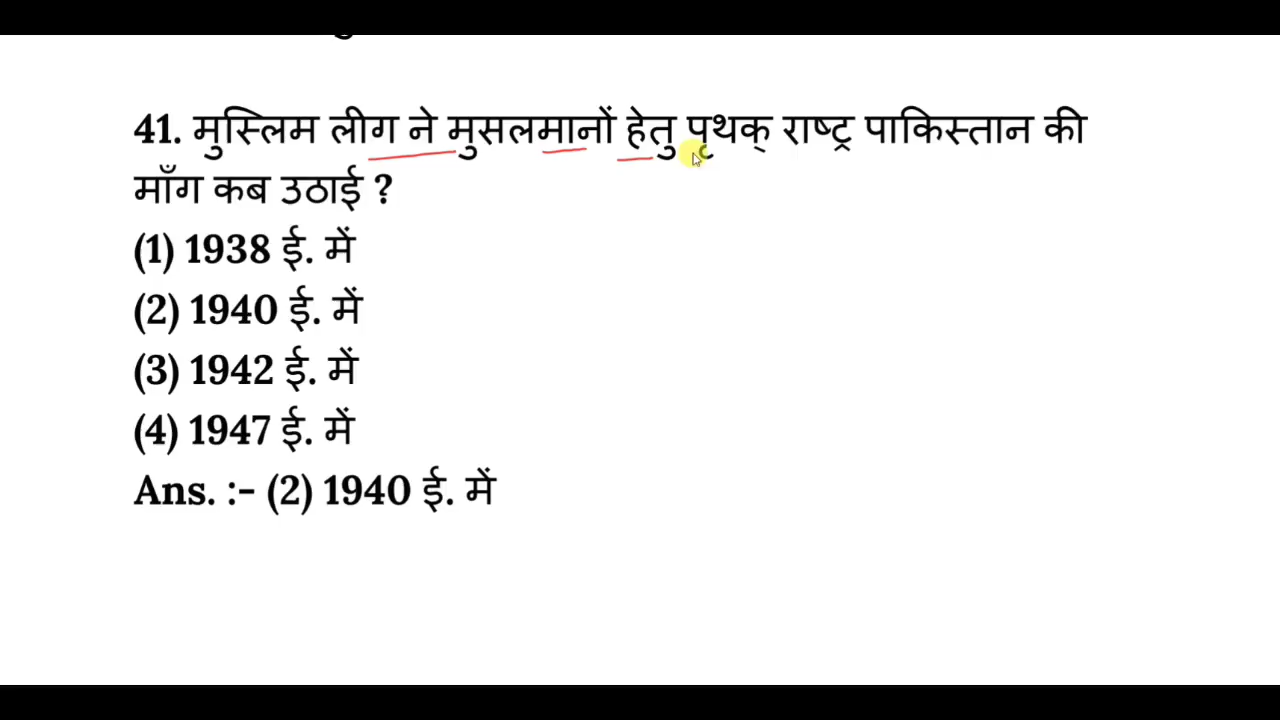 41. मुस्लिम लीग ने मुसलमानों हेतु पृथक् राष्ट्र पाकिस्तान की
माँग कब उठाई ?
(1) 1938 ई. में
(2) 1940 ई. में
(3) 1942 ई. में
(4) 1947 ई. में
Ans. :- (2) 1940 ई. में